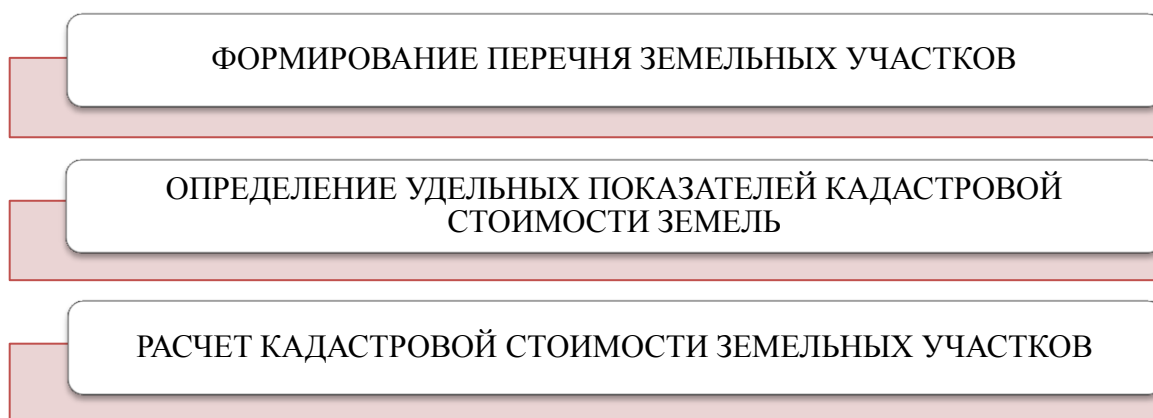 ФОРМИРОВАНИЕ ПЕРЕЧНЯ ЗЕМЕЛЬНЫХ УЧАСТКОВ
ОПРЕДЕЛЕНИЕ УДЕЛЬНЫХ ПОКАЗАТЕЛЕЙ КАДАСТРОВОЙ
СТОИМОСТИ ЗЕМЕЛЬ
РАСЧЕТ КАДАСТРОВОЙ СТОИМОСТИ ЗЕМЕЛЬНЫХ УЧАСТКОВ